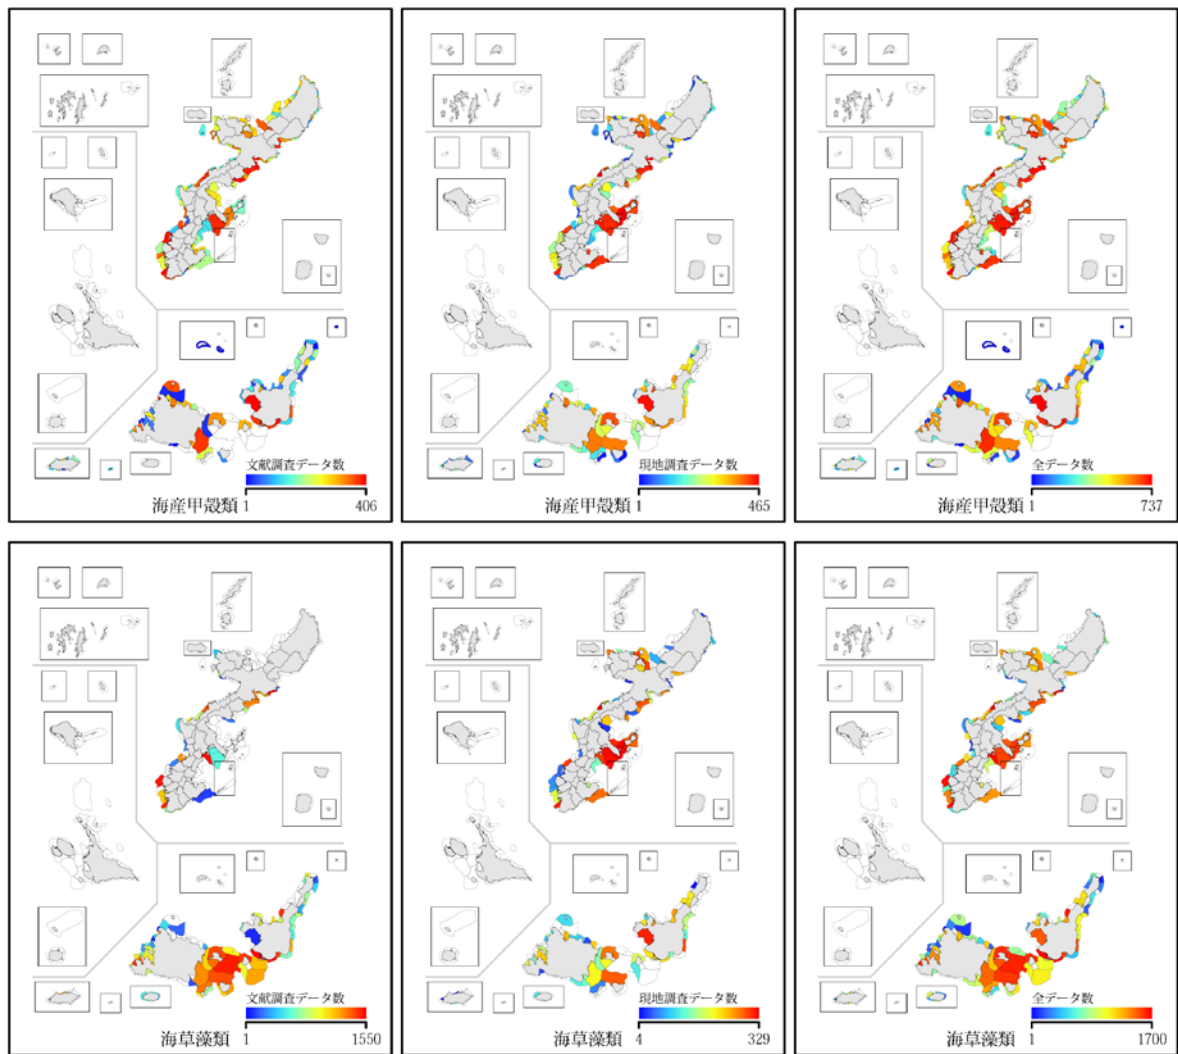 文献調査データ数
海産甲殻類 1 406
現地調査データ数
海産甲殻類 1 465
全データ数
海産甲殻類 1 737
文献調査データ数
海草藻類 1 1550
現地調査データ数
海草藻類 4 329
全データ数
海草藻類 1 1700